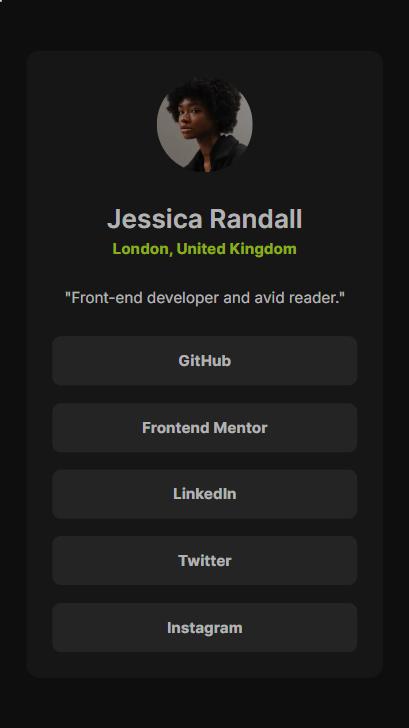 Jessica Randall
London, United Kingdom
"Front-end developer and avid reader."
GitHub
Frontend Mentor
LinkedIn
Twitter
Instagram